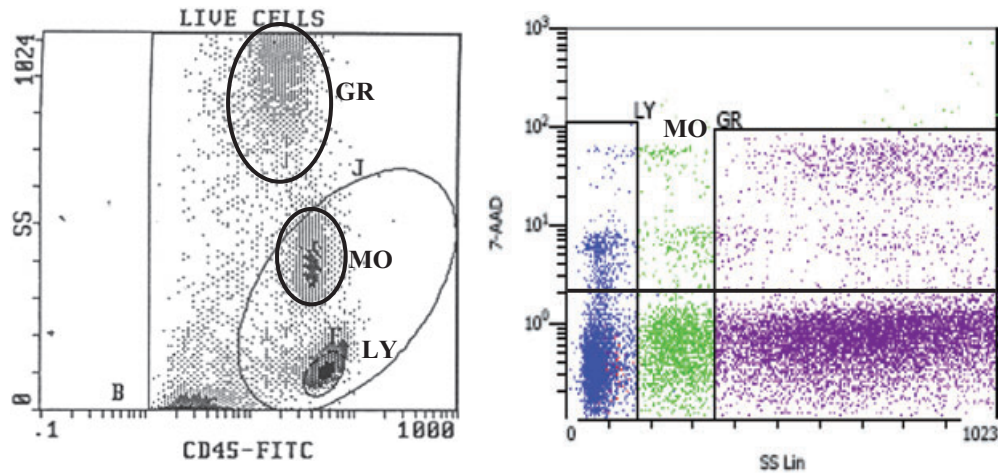 LIVE CELLS
1024
SS
0
GR
J
MO
F
LY
B
.1
1000
CD45-FITC
10³
10²
10¹
10⁰
7-AAD
LY
MO
GR
0
1023
SS Lin